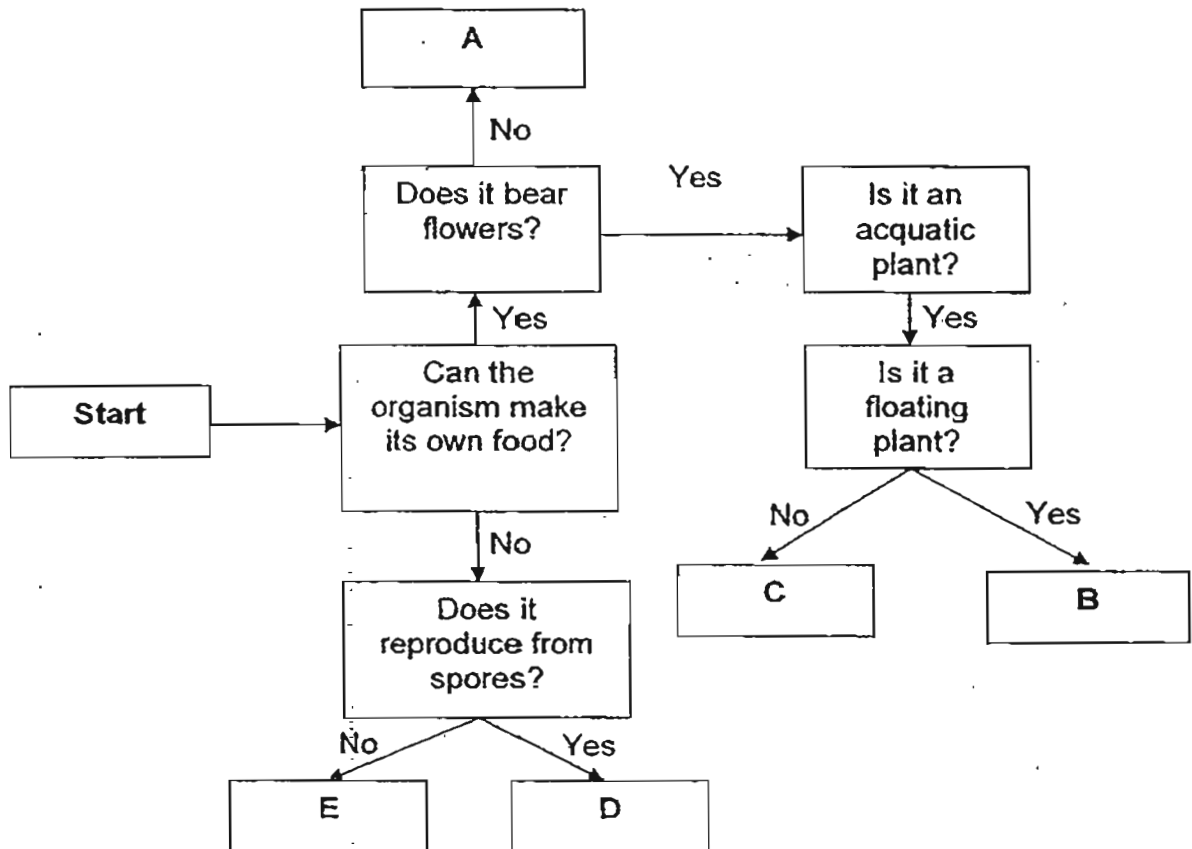 A
No
Does it bear
flowers?
Yes
Is it an
acquatic
plant?
Yes
Yes
Start
Can the
organism make
its own food?
Is it a
floating
plant?
No
Yes
No
C
B
Does it
reproduce from
spores?
No
Yes
E
D